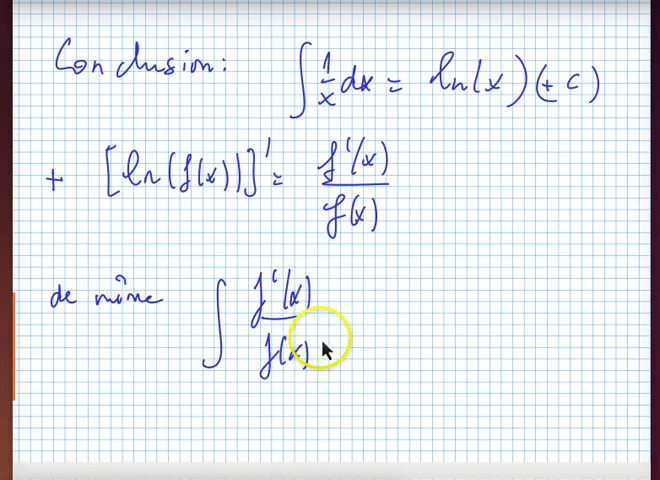 Conclusion: ∫ 1/x dx = ln(x) (+ c)
+ [ln(f(x))]' = f'(x)/f(x)
de même ∫ f'(x)/f(x)